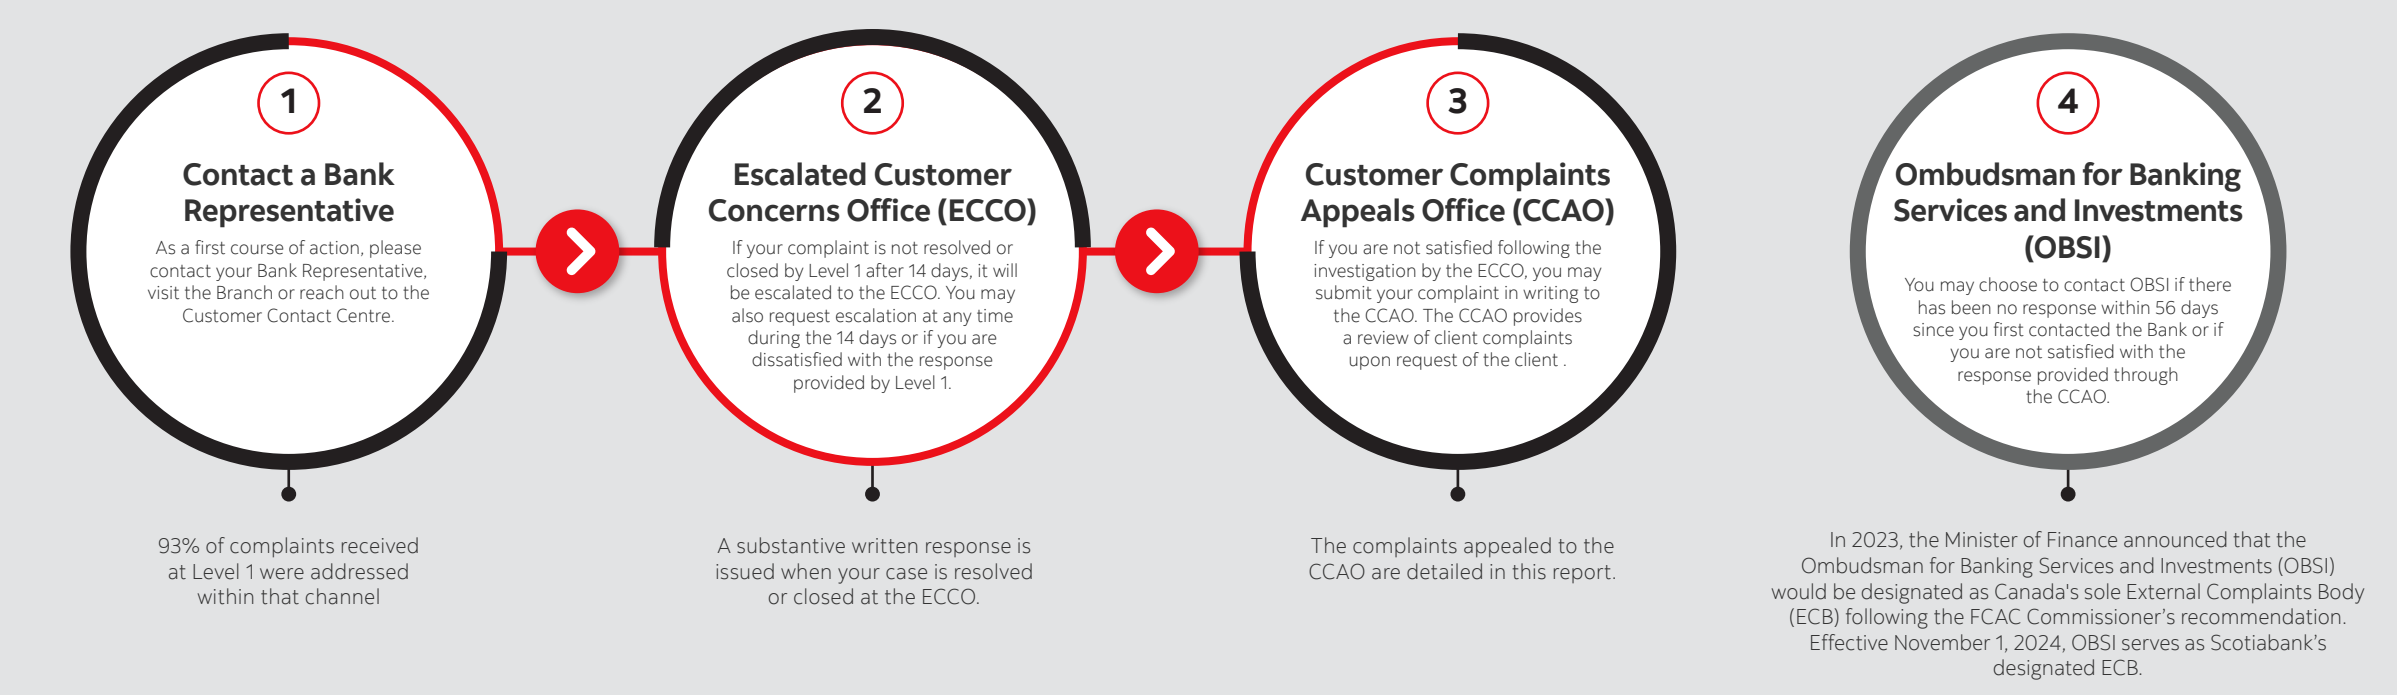 1
Contact a Bank
Representative
As a first course of action, please
contact your Bank Representative,
visit the Branch or reach out to the
Customer Contact Centre.
93% of complaints received
at Level 1 were addressed
within that channel
2
Escalated Customer
Concerns Office (ECCO)
If your complaint is not resolved or
closed by Level 1 after 14 days, it will
be escalated to the ECCO. You may
also request escalation at any time
during the 14 days or if you are
dissatisfied with the response
provided by Level 1.
A substantive written response is
issued when your case is resolved
or closed at the ECCO.
3
Customer Complaints
Appeals Office (CCAO)
If you are not satisfied following the
investigation by the ECCO, you may
submit your complaint in writing to
the CCAO. The CCAO provides
a review of client complaints
upon request of the client .
The complaints appealed to the
CCAO are detailed in this report.
4
Ombudsman for Banking
Services and Investments
(OBSI)
You may choose to contact OBSI if there
has been no response within 56 days
since you first contacted the Bank or if
you are not satisfied with the
response provided through
the CCAO.
In 2023, the Minister of Finance announced that the
Ombudsman for Banking Services and Investments (OBSI)
would be designated as Canada's sole External Complaints Body
(ECB) following the FCAC Commissioner’s recommendation.
Effective November 1, 2024, OBSI serves as Scotiabank’s
designated ECB.